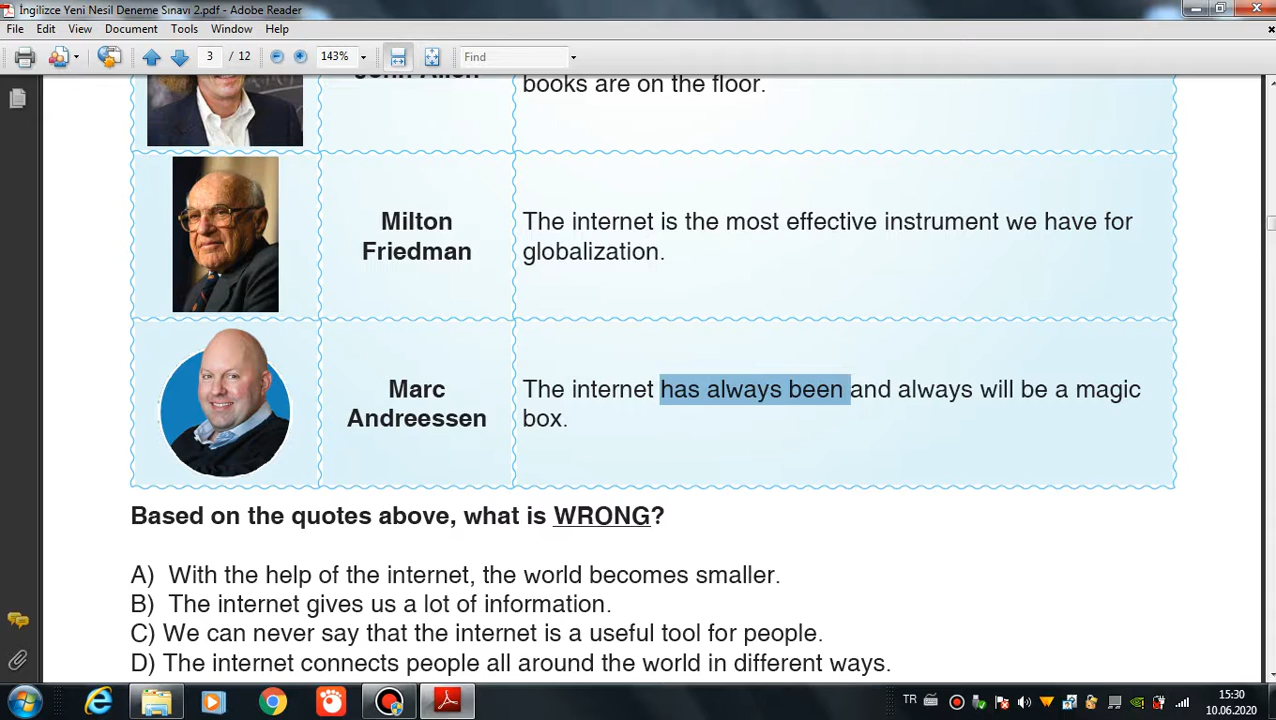 İngilizce Yeni Nesil Deneme Sınavı 2.pdf - Adobe Reader
File Edit View Document Tools Window Help
3 / 12 143% Find
John Allen
books are on the floor.
Milton
Friedman
The internet is the most effective instrument we have for
globalization.
Marc
Andreessen
The internet has always been and always will be a magic
box.
Based on the quotes above, what is WRONG?
A) With the help of the internet, the world becomes smaller.
B) The internet gives us a lot of information.
C) We can never say that the internet is a useful tool for people.
D) The internet connects people all around the world in different ways.
TR
15:30
10.06.2020